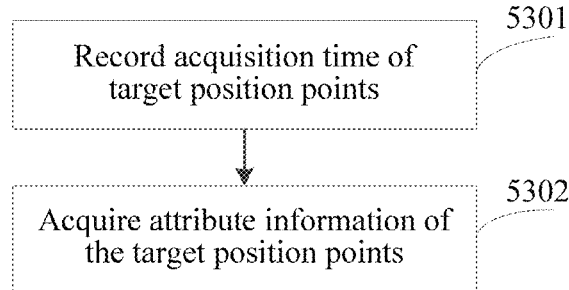 5301
Record acquisition time of
target position points
5302
Acquire attribute information of
the target position points